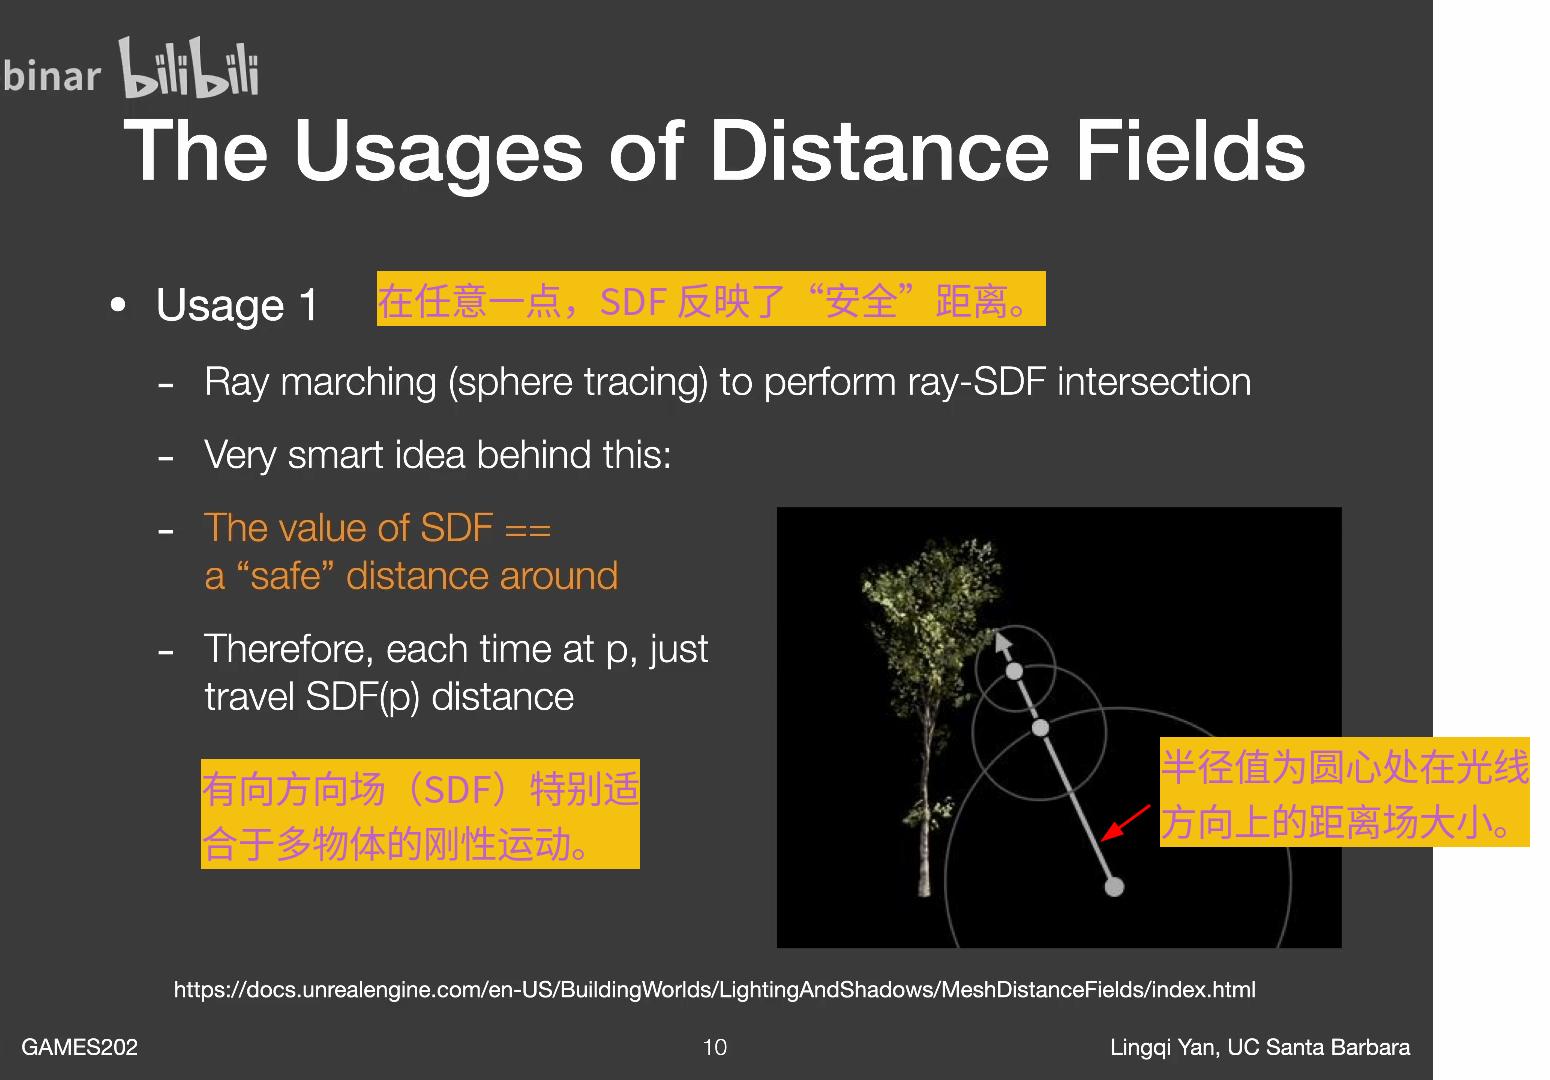 binar bilibili
The Usages of Distance Fields
• Usage 1
在任意一点，SDF 反映了“安全”距离。
- Ray marching (sphere tracing) to perform ray-SDF intersection
- Very smart idea behind this:
- The value of SDF ==
a “safe” distance around
- Therefore, each time at p, just
travel SDF(p) distance
有向方向场（SDF）特别适
合于多物体的刚性运动。
半径值为圆心处在光线
方向上的距离场大小。
https://docs.unrealengine.com/en-US/BuildingWorlds/LightingAndShadows/MeshDistanceFields/index.html
GAMES202
10
Lingqi Yan, UC Santa Barbara